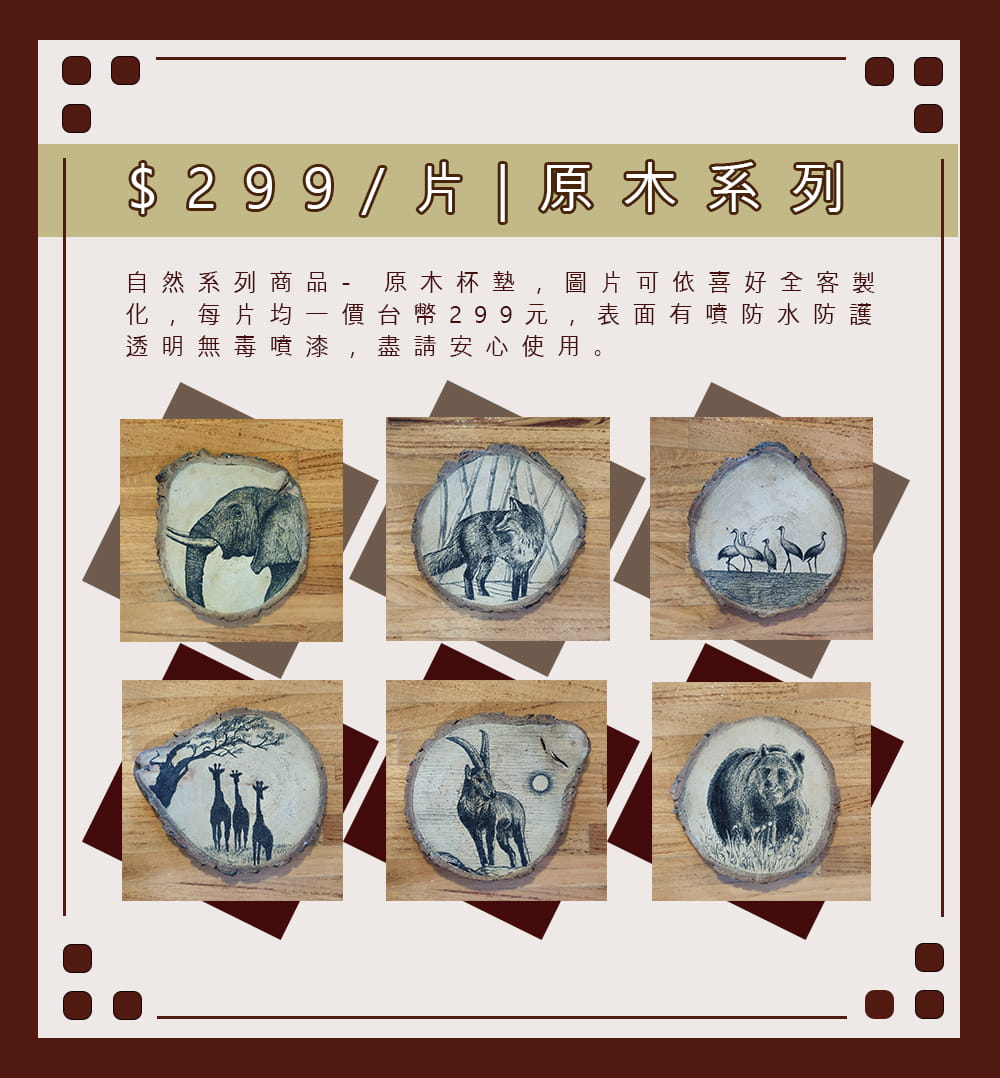 $299/片|原木系列
自然系列商品- 原木杯墊,圖片可依喜好全客製
化,每片均一價台幣299元,表面有噴防水防護
透明無毒噴漆,盡請安心使用。